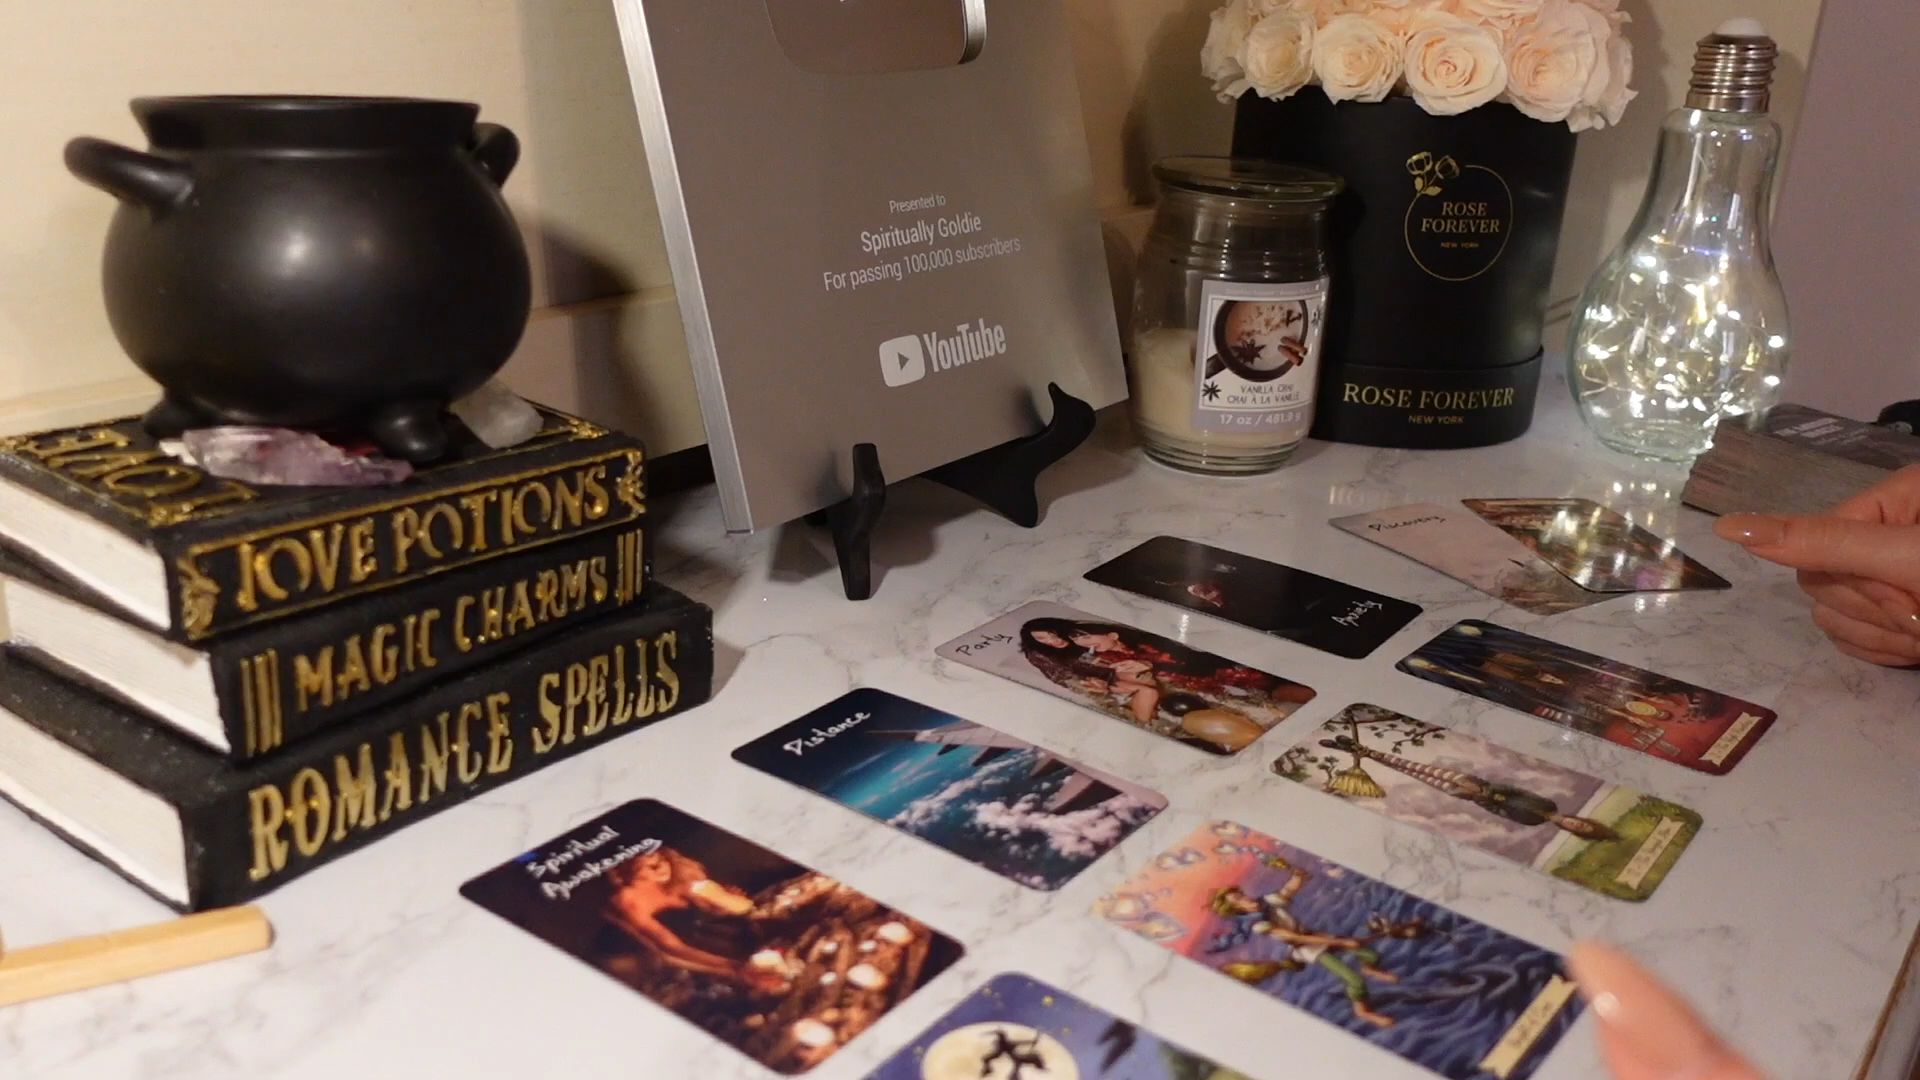 LOVE
LOVE POTIONS
MAGIC CHARMS
ROMANCE SPELLS
Presented to
Spiritually Goldie
For passing 100,000 subscribers
YouTube
VANILLA CHAI
CHAI À LA VANILLE
17 oz / 481.9 g
ROSE
FOREVER
NEW YORK
ROSE FOREVER
NEW YORK
Discovery
Anxiety
Party
Distance
Spiritual
Awakening